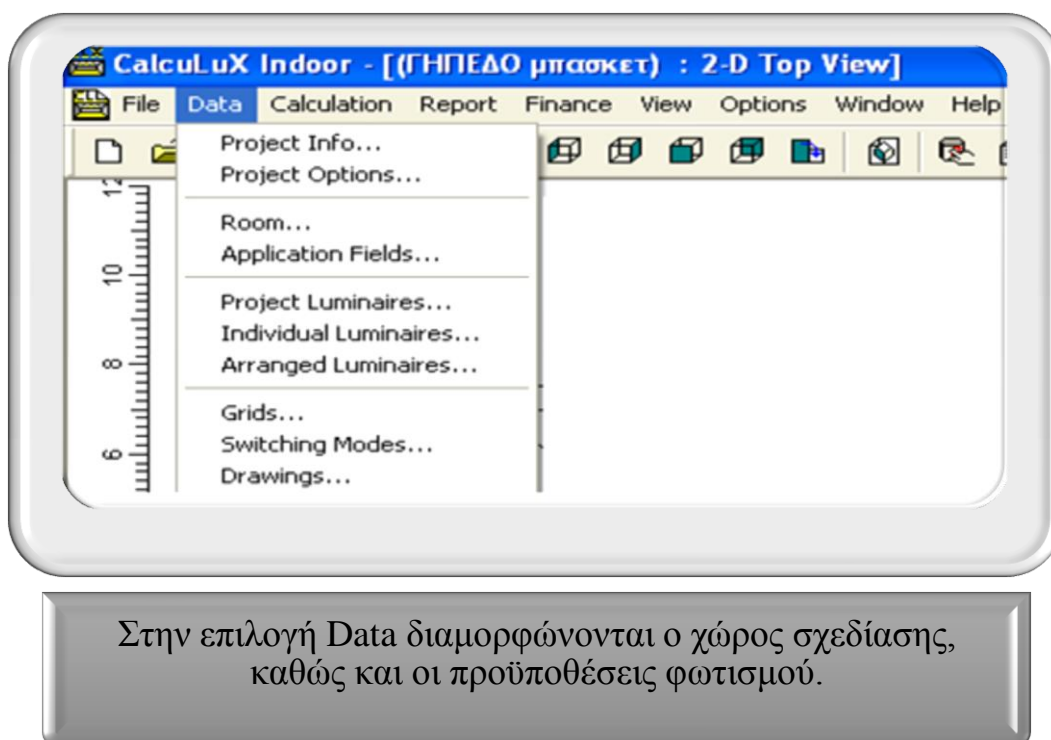 CalcuLuX Indoor - [(ΓΗΠΕΔΟ μπασκετ) : 2-D Top View]
File Data Calculation Report Finance View Options Window Help
Project Info...
Project Options...
Room...
Application Fields...
Project Luminaires...
Individual Luminaires...
Arranged Luminaires...
Grids...
Switching Modes...
Drawings...
12
10
8
6
Στην επιλογή Data διαμορφώνονται ο χώρος σχεδίασης,
καθώς και οι προϋποθέσεις φωτισμού.